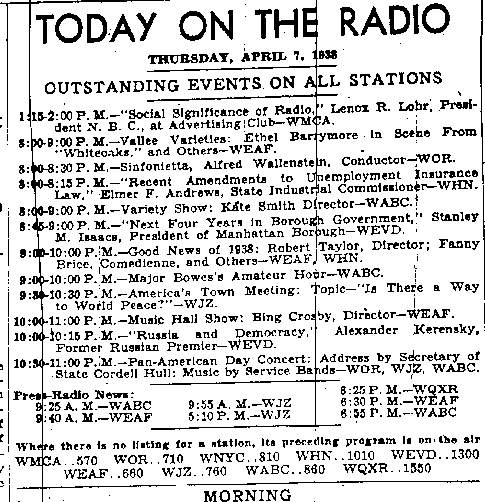 TODAY ON THE RADIO
THURSDAY, APRIL 7, 1938
OUTSTANDING EVENTS ON ALL STATIONS
1:15-2:00 P. M.—"Social Significance of Radio," Lenox R. Lohr, Presi-
dent N. B. C., at Advertising Club—WMCA.
8:00-9:00 P. M.—Vallee Varieties: Ethel Barrymore in Scene From
"Whiteoaks," and Others—WEAF.
8:00-8:30 P. M.—Sinfonietta, Alfred Wallenstein, Conductor—WOR.
8:00-8:15 P. M.—"Recent Amendments to Unemployment Insurance
Law," Elmer F. Andrews, State Industrial Commissioner—WHN.
8:00-9:00 P. M.—Variety Show: Kate Smith Director—WABC.
8:45-9:00 P. M.—"Next Four Years in Borough Government," Stanley
M. Isaacs, President of Manhattan Borough—WEVD.
9:00-10:00 P. M.—Good News of 1938: Robert Taylor, Director; Fanny
Brice, Comedienne, and Others—WEAF, WHN.
9:00-10:00 P. M.—Major Bowes's Amateur Hour—WABC.
9:30-10:30 P. M.—America's Town Meeting: Topic—"Is There a Way
to World Peace?"—WJZ.
10:00-11:00 P. M.—Music Hall Show: Bing Crosby, Director—WEAF.
10:00-10:15 P. M.—"Russia and Democracy," Alexander Kerensky,
Former Russian Premier—WEVD.
10:30-11:00 P. M.—Pan-American Day Concert: Address by Secretary of
State Cordell Hull: Music by Service Bands—WOR, WJZ, WABC.
Press-Radio News: 6:25 P. M.—WQXR
9:25 A. M.—WABC 9:55 A. M.—WJZ 6:30 P. M.—WEAF
9:40 A. M.—WEAF 5:10 P. M.—WJZ 6:55 P. M.—WABC
Where there is no listing for a station, its preceding program is on the air
WMCA..570 WOR..710 WNYC..810 WHN..1010 WEVD..1300
WEAF..660 WJZ..760 WABC..860 WQXR..1550
MORNING